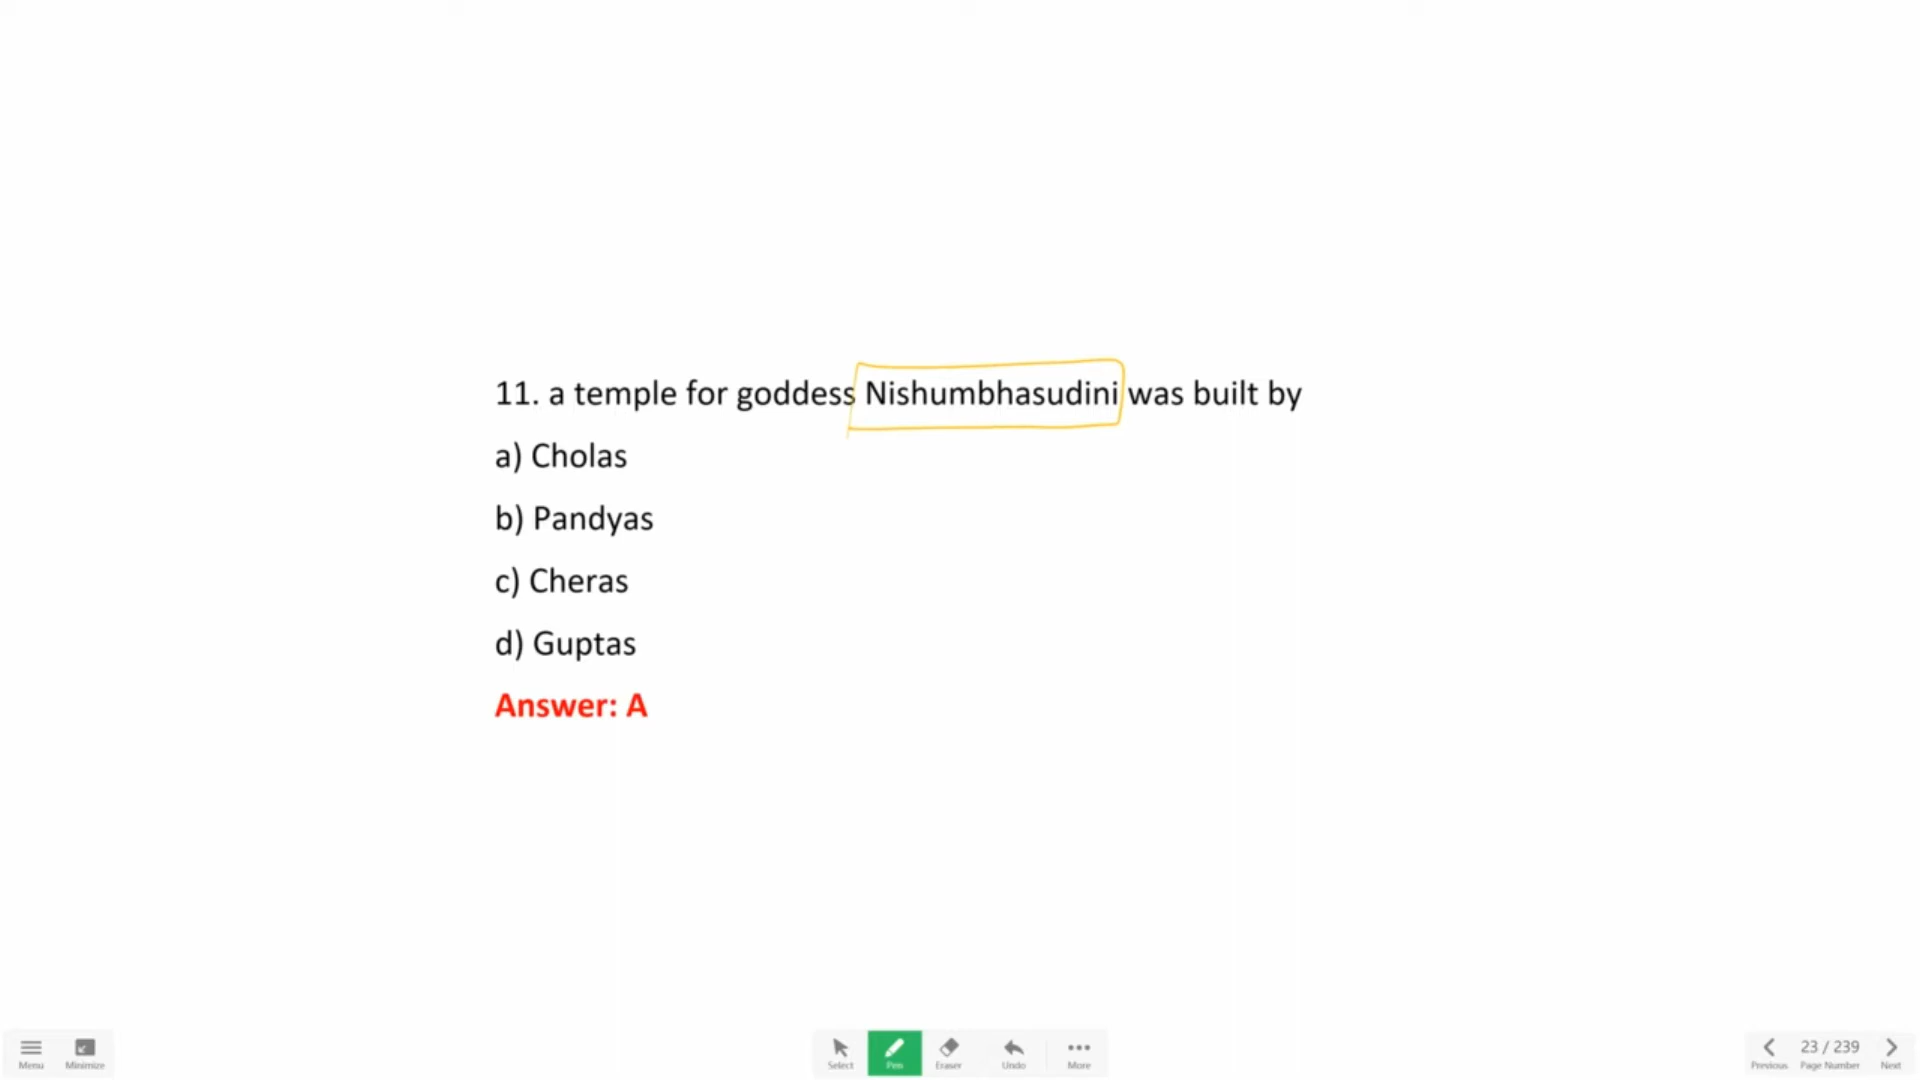 11. a temple for goddess Nishumbhasudini was built by
a) Cholas
b) Pandyas
c) Cheras
d) Guptas
Answer: A
Menu
Minimize
Select
Pen
Eraser
Undo
More
Previous
23 / 239
Page Number
Next